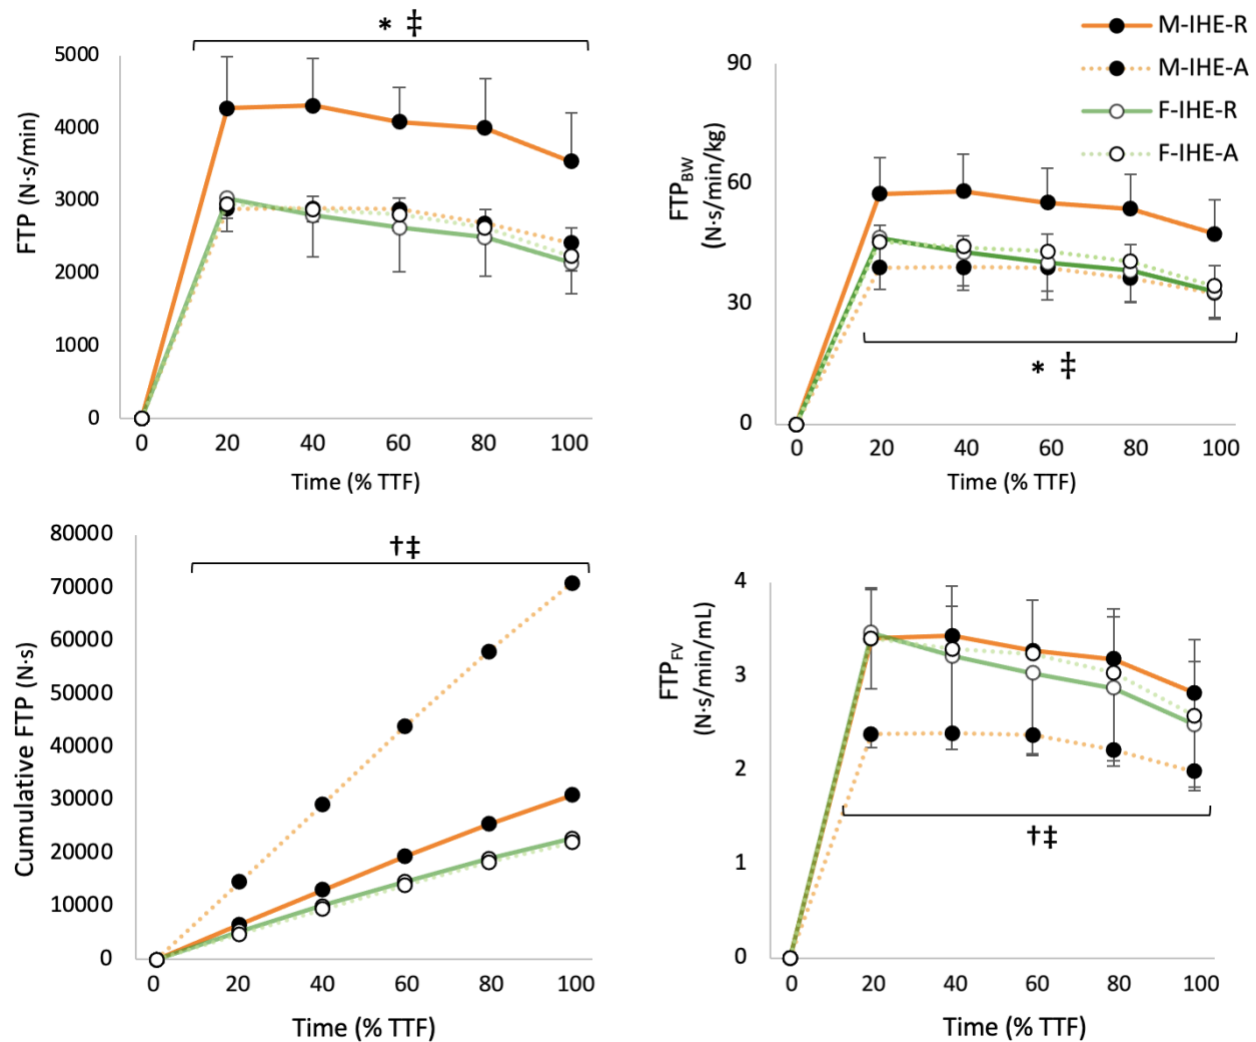 * ‡
5000
4000
3000
2000
1000
0
FTP (N·s/min)
0 20 40 60 80 100
Time (% TTF)
M-IHE-R
M-IHE-A
F-IHE-R
F-IHE-A
90
60
30
0
FTP_BW
(N·s/min/kg)
* ‡
0 20 40 60 80 100
Time (% TTF)
†‡
80000
70000
60000
50000
40000
30000
20000
10000
0
Cumulative FTP (N·s)
0 20 40 60 80 100
Time (% TTF)
4
3
2
1
0
FTP_FV
(N·s/min/mL)
†‡
0 20 40 60 80 100
Time (% TTF)